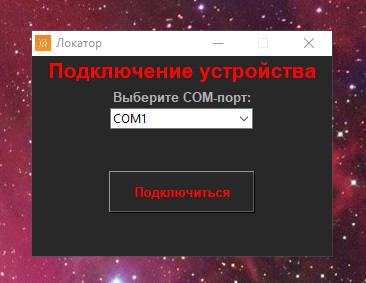 Локатор
Подключение устройства
Выберите COM-порт:
COM1
Подключиться